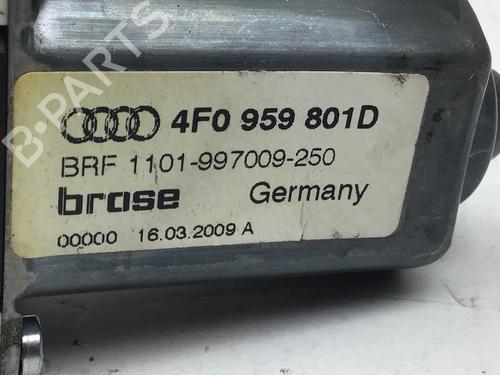 4F0 959 801D
BRF 1101-997009-250
brose Germany
00000 16.03.2009 A
B-PARTS